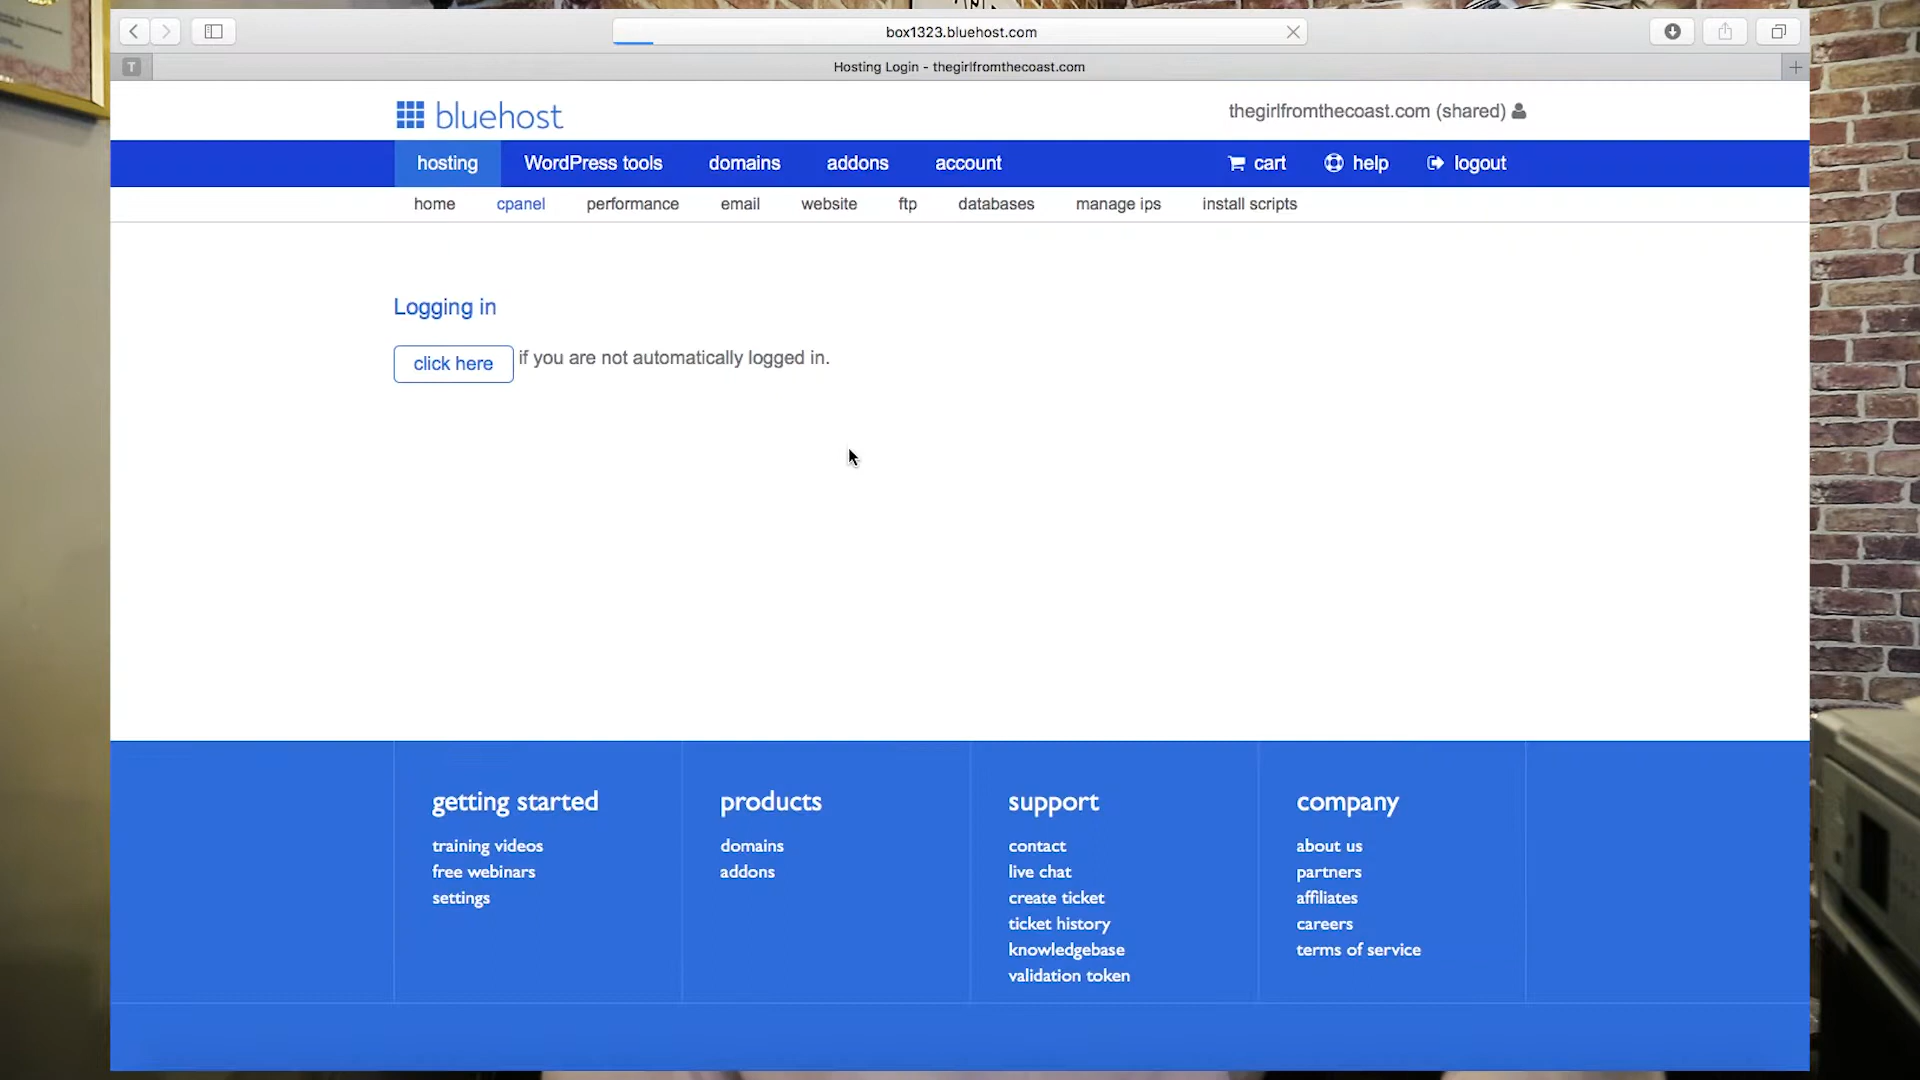 box1323.bluehost.com
T
Hosting Login - thegirlfromthecoast.com
bluehost
thegirlfromthecoast.com (shared)
hosting WordPress tools domains addons account cart help logout
home cpanel performance email website ftp databases manage ips install scripts
Logging in
click here if you are not automatically logged in.
getting started
training videos
free webinars
settings
products
domains
addons
support
contact
live chat
create ticket
ticket history
knowledgebase
validation token
company
about us
partners
affiliates
careers
terms of service